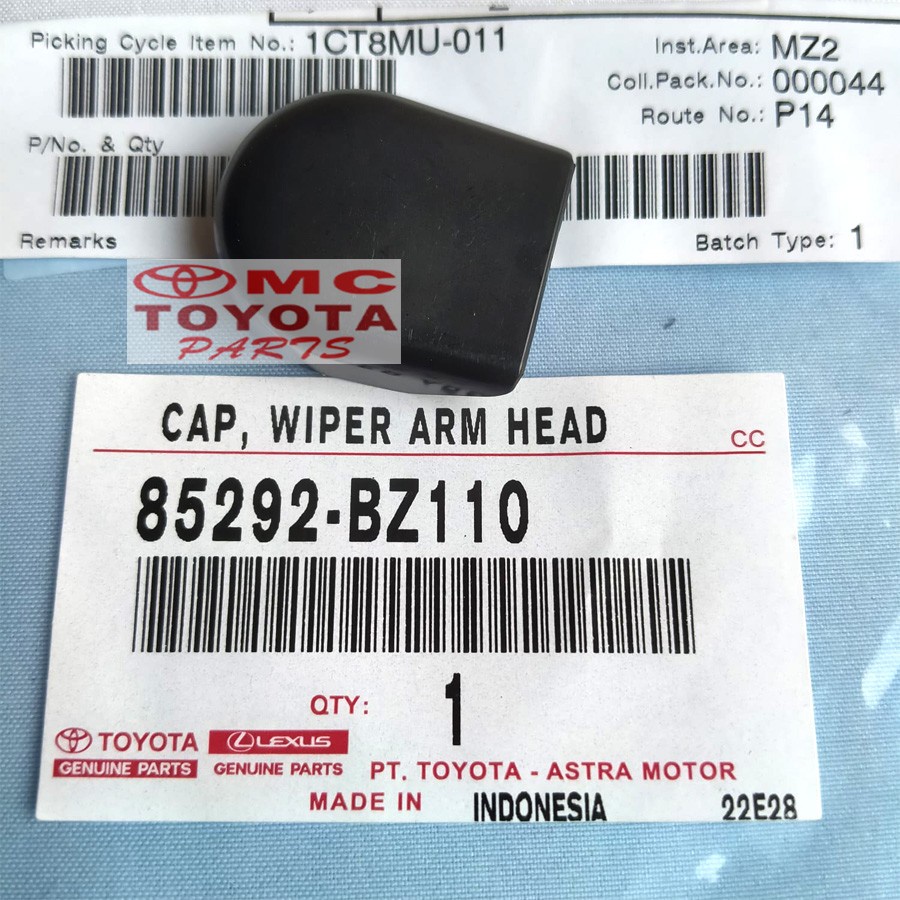 Picking Cycle Item No.: 1CT8MU-011
Inst.Area: MZ2
Coll.Pack.No.: 000044
Route No.: P14
P/No. & Qty
Remarks
Batch Type: 1
MC
TOYOTA
PARTS
CAP, WIPER ARM HEAD
CC
85292-BZ110
QTY: 1
TOYOTA LEXUS
GENUINE PARTS GENUINE PARTS PT. TOYOTA - ASTRA MOTOR
MADE IN INDONESIA 22E28